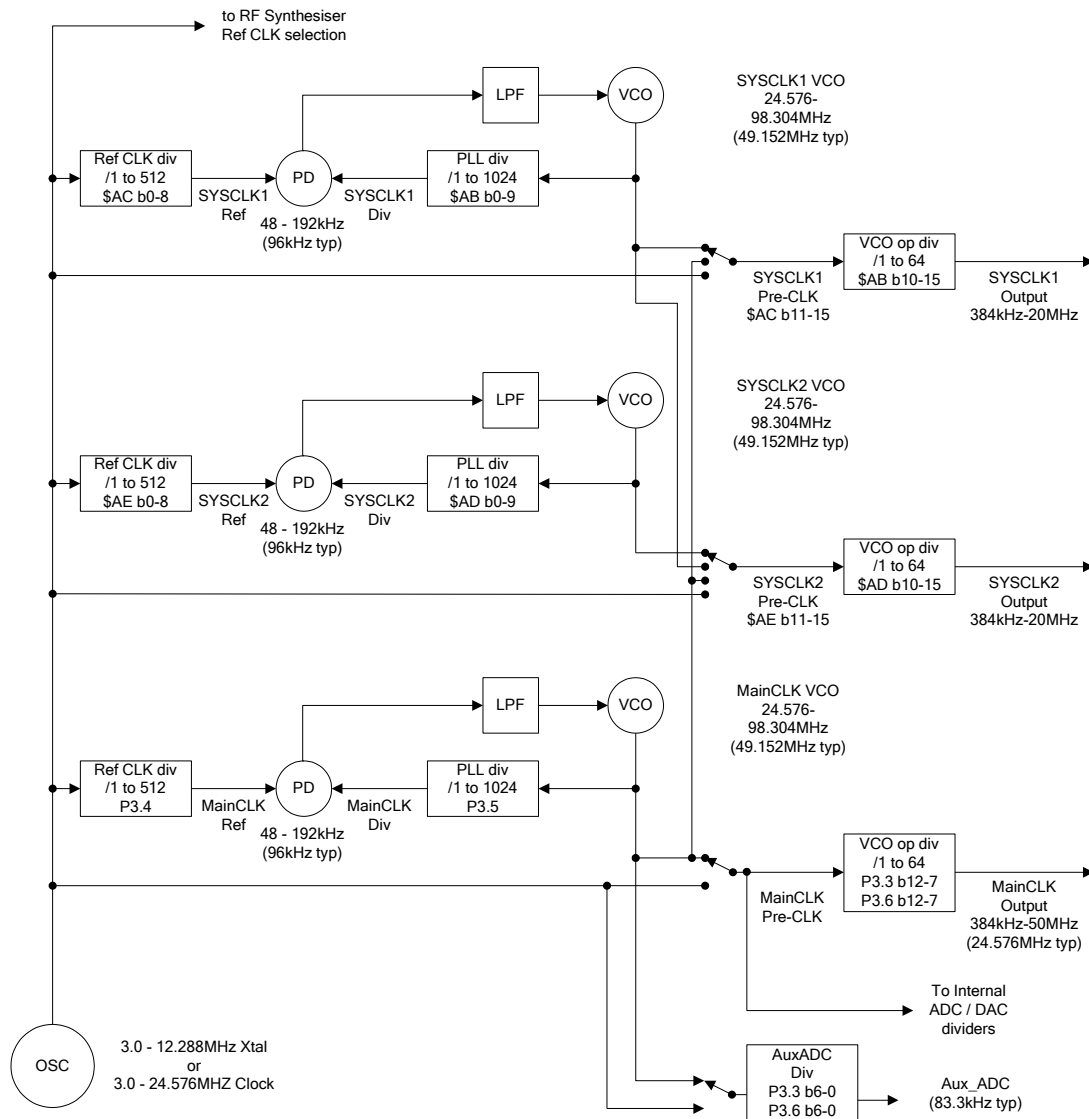 to RF Synthesiser
Ref CLK selection
LPF
VCO
SYSCLK1 VCO
24.576-
98.304MHz
(49.152MHz typ)
Ref CLK div
/1 to 512
$AC b0-8
SYSCLK1
Ref
PD
48 - 192kHz
(96kHz typ)
SYSCLK1
Div
PLL div
/1 to 1024
$AB b0-9
SYSCLK1
Pre-CLK
$AC b11-15
VCO op div
/1 to 64
$AB b10-15
SYSCLK1
Output
384kHz-20MHz
LPF
VCO
SYSCLK2 VCO
24.576-
98.304MHz
(49.152MHz typ)
Ref CLK div
/1 to 512
$AE b0-8
SYSCLK2
Ref
PD
48 - 192kHz
(96kHz typ)
SYSCLK2
Div
PLL div
/1 to 1024
$AD b0-9
SYSCLK2
Pre-CLK
$AE b11-15
VCO op div
/1 to 64
$AD b10-15
SYSCLK2
Output
384kHz-20MHz
LPF
VCO
MainCLK VCO
24.576-
98.304MHz
(49.152MHz typ)
Ref CLK div
/1 to 512
P3.4
MainCLK
Ref
PD
48 - 192kHz
(96kHz typ)
MainCLK
Div
PLL div
/1 to 1024
P3.5
MainCLK
Pre-CLK
VCO op div
/1 to 64
P3.3 b12-7
P3.6 b12-7
MainCLK
Output
384kHz-50MHz
(24.576MHz typ)
To Internal
ADC / DAC
dividers
OSC
3.0 - 12.288MHz Xtal
or
3.0 - 24.576MHZ Clock
AuxADC
Div
P3.3 b6-0
P3.6 b6-0
Aux_ADC
(83.3kHz typ)